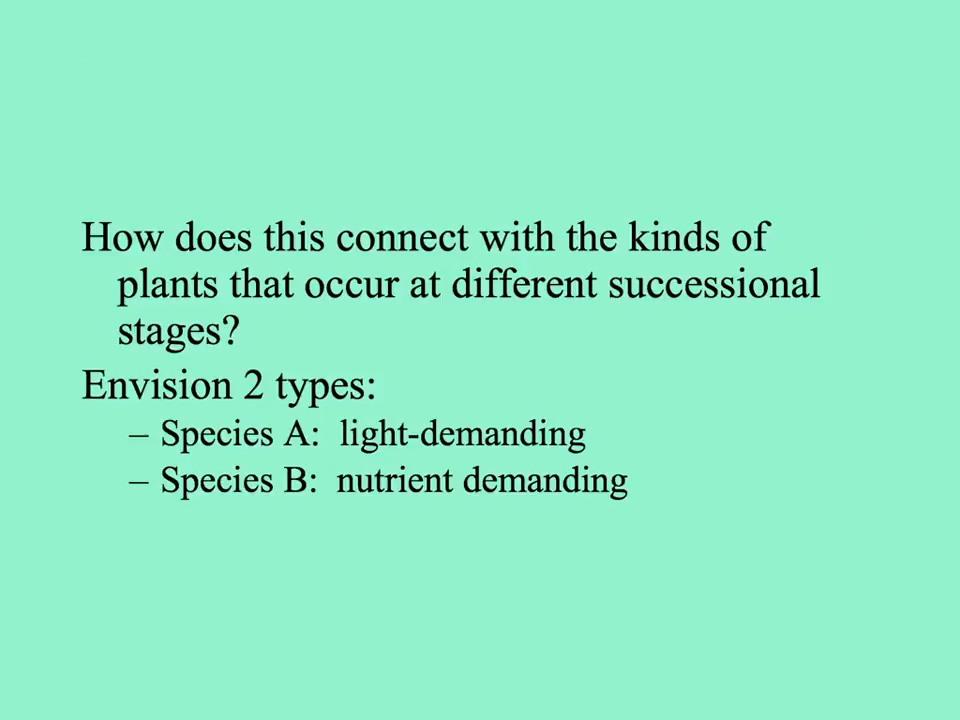 How does this connect with the kinds of
plants that occur at different successional
stages?
Envision 2 types:
– Species A:  light-demanding
– Species B:  nutrient demanding